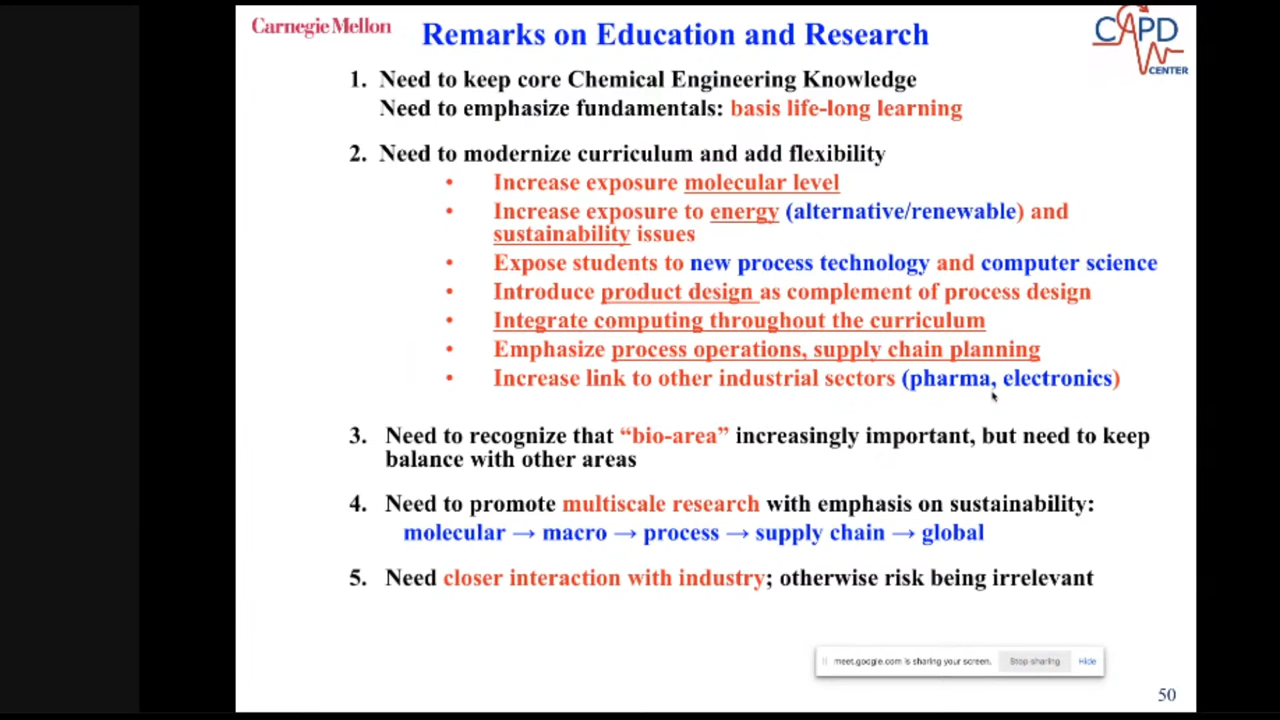 Carnegie Mellon
Remarks on Education and Research
CAPD
CENTER
1. Need to keep core Chemical Engineering Knowledge
Need to emphasize fundamentals: basis life-long learning
2. Need to modernize curriculum and add flexibility
• Increase exposure molecular level
• Increase exposure to energy (alternative/renewable) and
sustainability issues
• Expose students to new process technology and computer science
• Introduce product design as complement of process design
• Integrate computing throughout the curriculum
• Emphasize process operations, supply chain planning
• Increase link to other industrial sectors (pharma, electronics)
3. Need to recognize that “bio-area” increasingly important, but need to keep
balance with other areas
4. Need to promote multiscale research with emphasis on sustainability:
molecular → macro → process → supply chain → global
5. Need closer interaction with industry; otherwise risk being irrelevant
meet.google.com is sharing your screen. Stop sharing Hide
50